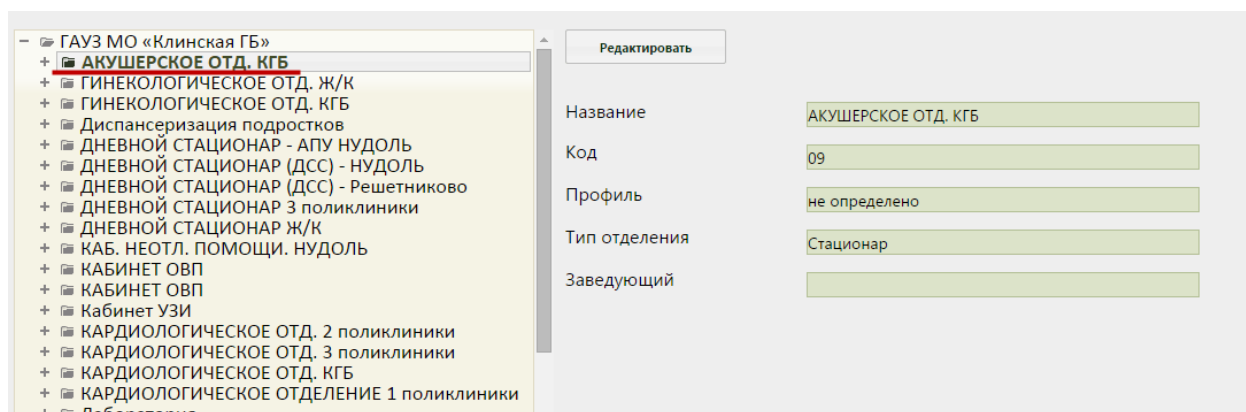 ГАУЗ МО «Клинская ГБ»
АКУШЕРСКОЕ ОТД. КГБ
ГИНЕКОЛОГИЧЕСКОЕ ОТД. Ж/К
ГИНЕКОЛОГИЧЕСКОЕ ОТД. КГБ
Диспансеризация подростков
ДНЕВНОЙ СТАЦИОНАР - АПУ НУДОЛЬ
ДНЕВНОЙ СТАЦИОНАР (ДСС) - НУДОЛЬ
ДНЕВНОЙ СТАЦИОНАР (ДСС) - Решетниково
ДНЕВНОЙ СТАЦИОНАР 3 поликлиники
ДНЕВНОЙ СТАЦИОНАР Ж/К
КАБ. НЕОТЛ. ПОМОЩИ. НУДОЛЬ
КАБИНЕТ ОВП
КАБИНЕТ ОВП
Кабинет УЗИ
КАРДИОЛОГИЧЕСКОЕ ОТД. 2 поликлиники
КАРДИОЛОГИЧЕСКОЕ ОТД. 3 поликлиники
КАРДИОЛОГИЧЕСКОЕ ОТД. КГБ
КАРДИОЛОГИЧЕСКОЕ ОТДЕЛЕНИЕ 1 поликлиники
Редактировать
Название АКУШЕРСКОЕ ОТД. КГБ
Код 09
Профиль не определено
Тип отделения Стационар
Заведующий